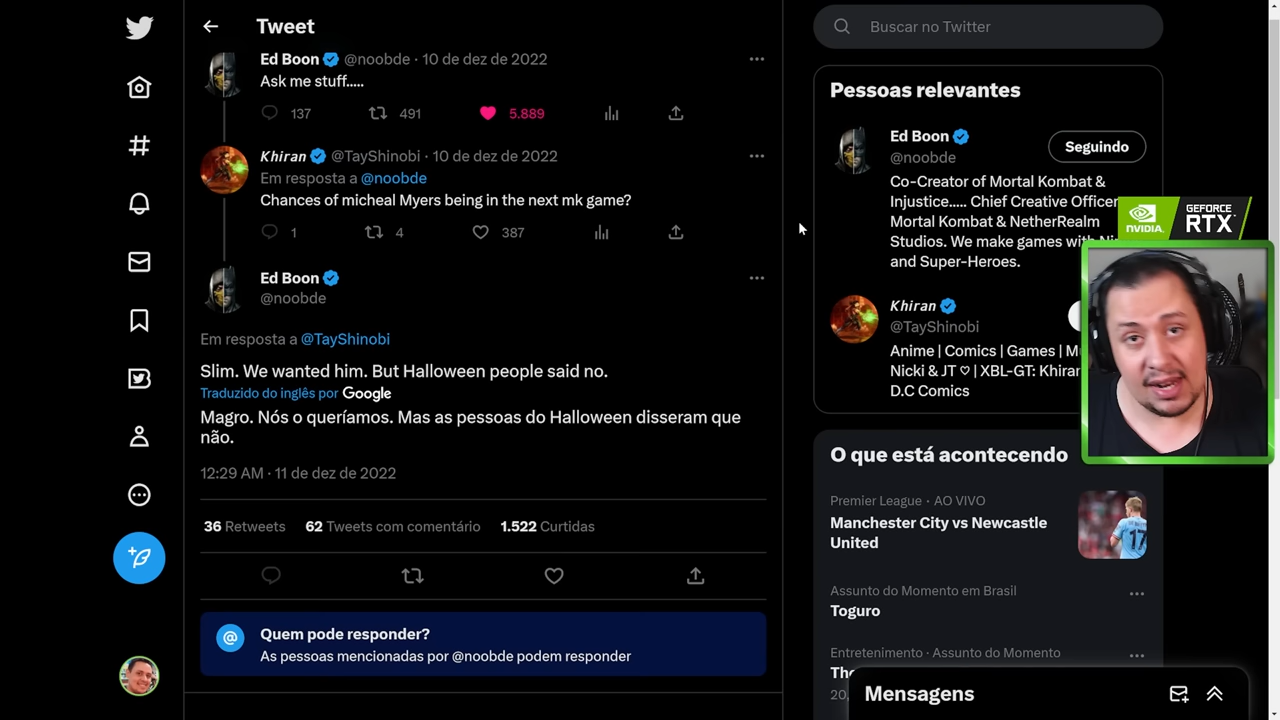 Tweet
Ed Boon @noobde · 10 de dez de 2022
Ask me stuff.....
137 491 5.889
Khiran @TayShinobi · 10 de dez de 2022
Em resposta a @noobde
Chances of micheal Myers being in the next mk game?
1 4 387
Ed Boon
@noobde
Em resposta a @TayShinobi
Slim. We wanted him. But Halloween people said no.
Traduzido do inglês por Google
Magro. Nós o queríamos. Mas as pessoas do Halloween disseram que
não.
12:29 AM · 11 de dez de 2022
36 Retweets 62 Tweets com comentário 1.522 Curtidas
@ Quem pode responder?
As pessoas mencionadas por @noobde podem responder
Buscar no Twitter
Pessoas relevantes
Ed Boon
@noobde
Seguindo
Co-Creator of Mortal Kombat &
Injustice..... Chief Creative Officer
Mortal Kombat & NetherRealm
Studios. We make games with
and Super-Heroes.
NVIDIA. GEFORCE
RTX
Khiran
@TayShinobi
Anime | Comics | Games |
Nicki & JT ♡ | XBL-GT:
D.C Comics
O que está acontecendo
Premier League · AO VIVO
Manchester City vs Newcastle
United
17
Assunto do Momento em Brasil
Toguro
Entretenimento · Assunto do Momento
Mensagens